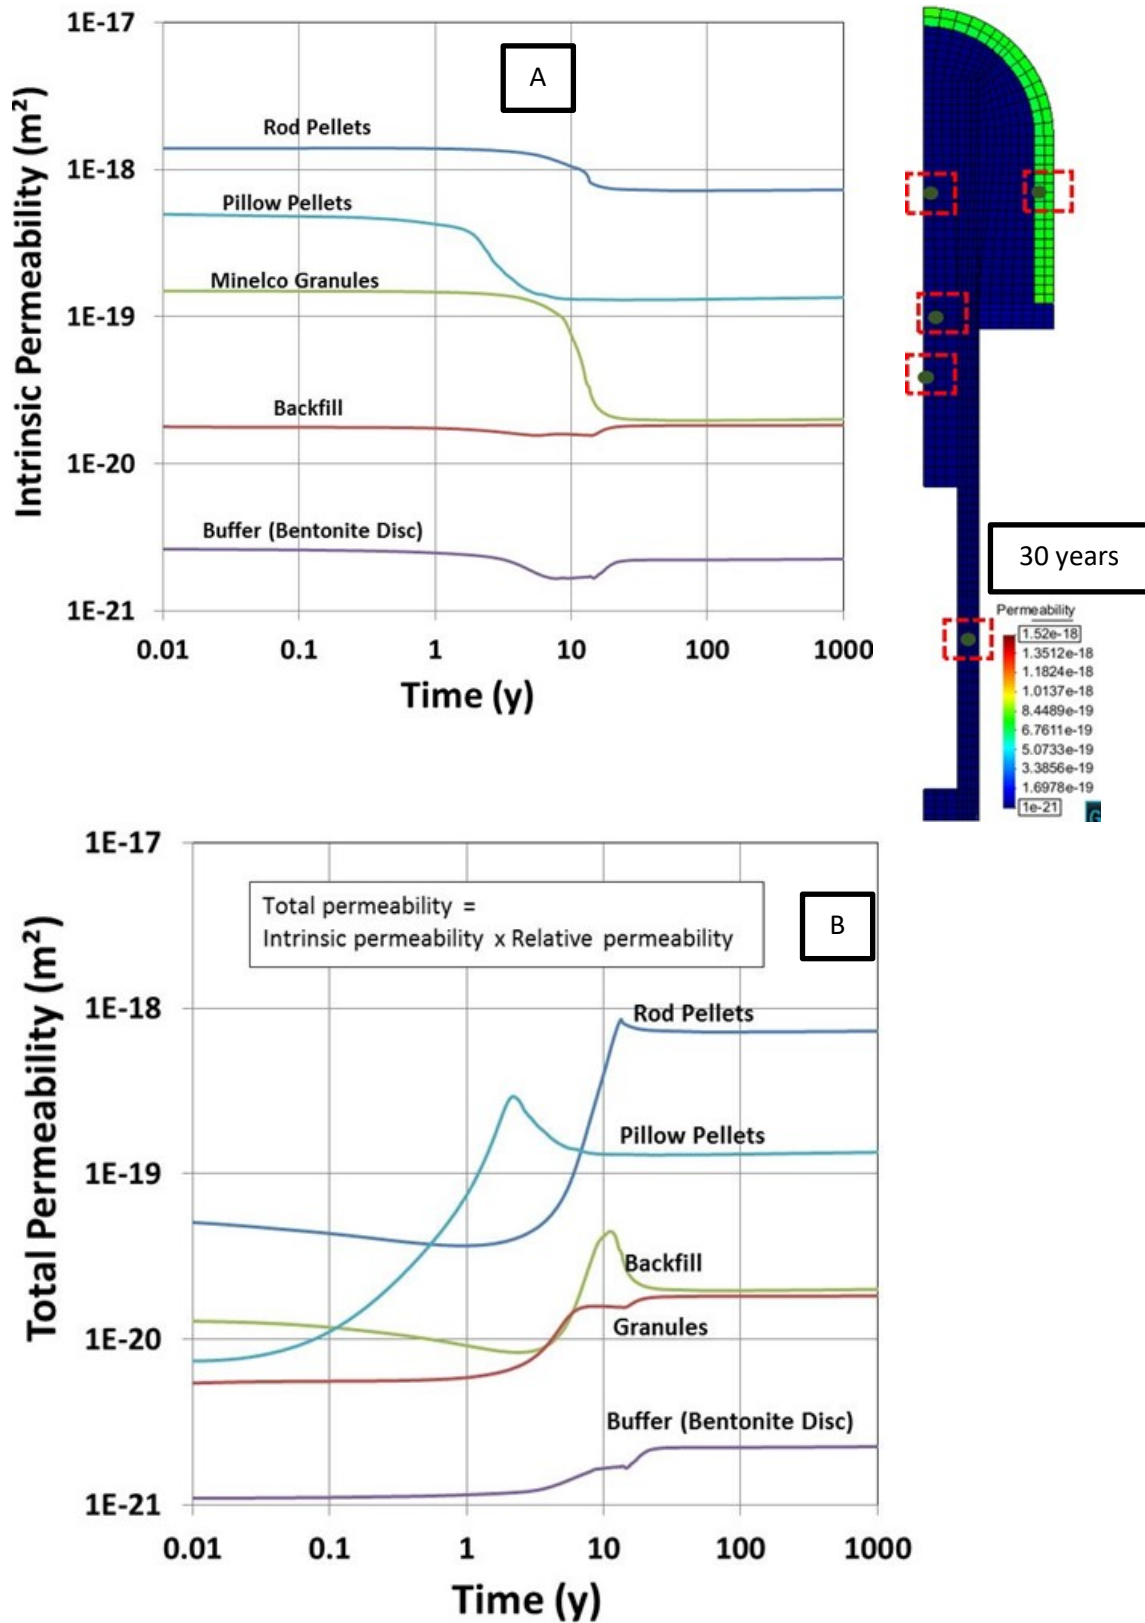 Intrinsic Permeability (m²)
1E-17
1E-18
1E-19
1E-20
1E-21
A
Rod Pellets
Pillow Pellets
Minelco Granules
Backfill
Buffer (Bentonite Disc)
0.01 0.1 1 10 100 1000
Time (y)
30 years
Permeability
1.52e-18
1.3512e-18
1.1824e-18
1.0137e-18
8.4489e-19
6.7611e-19
5.0733e-19
3.3856e-19
1.6978e-19
1e-21
G
Total Permeability (m²)
1E-17
1E-18
1E-19
1E-20
1E-21
Total permeability =
Intrinsic permeability x Relative permeability
B
Rod Pellets
Pillow Pellets
Backfill
Granules
Buffer (Bentonite Disc)
0.01 0.1 1 10 100 1000
Time (y)